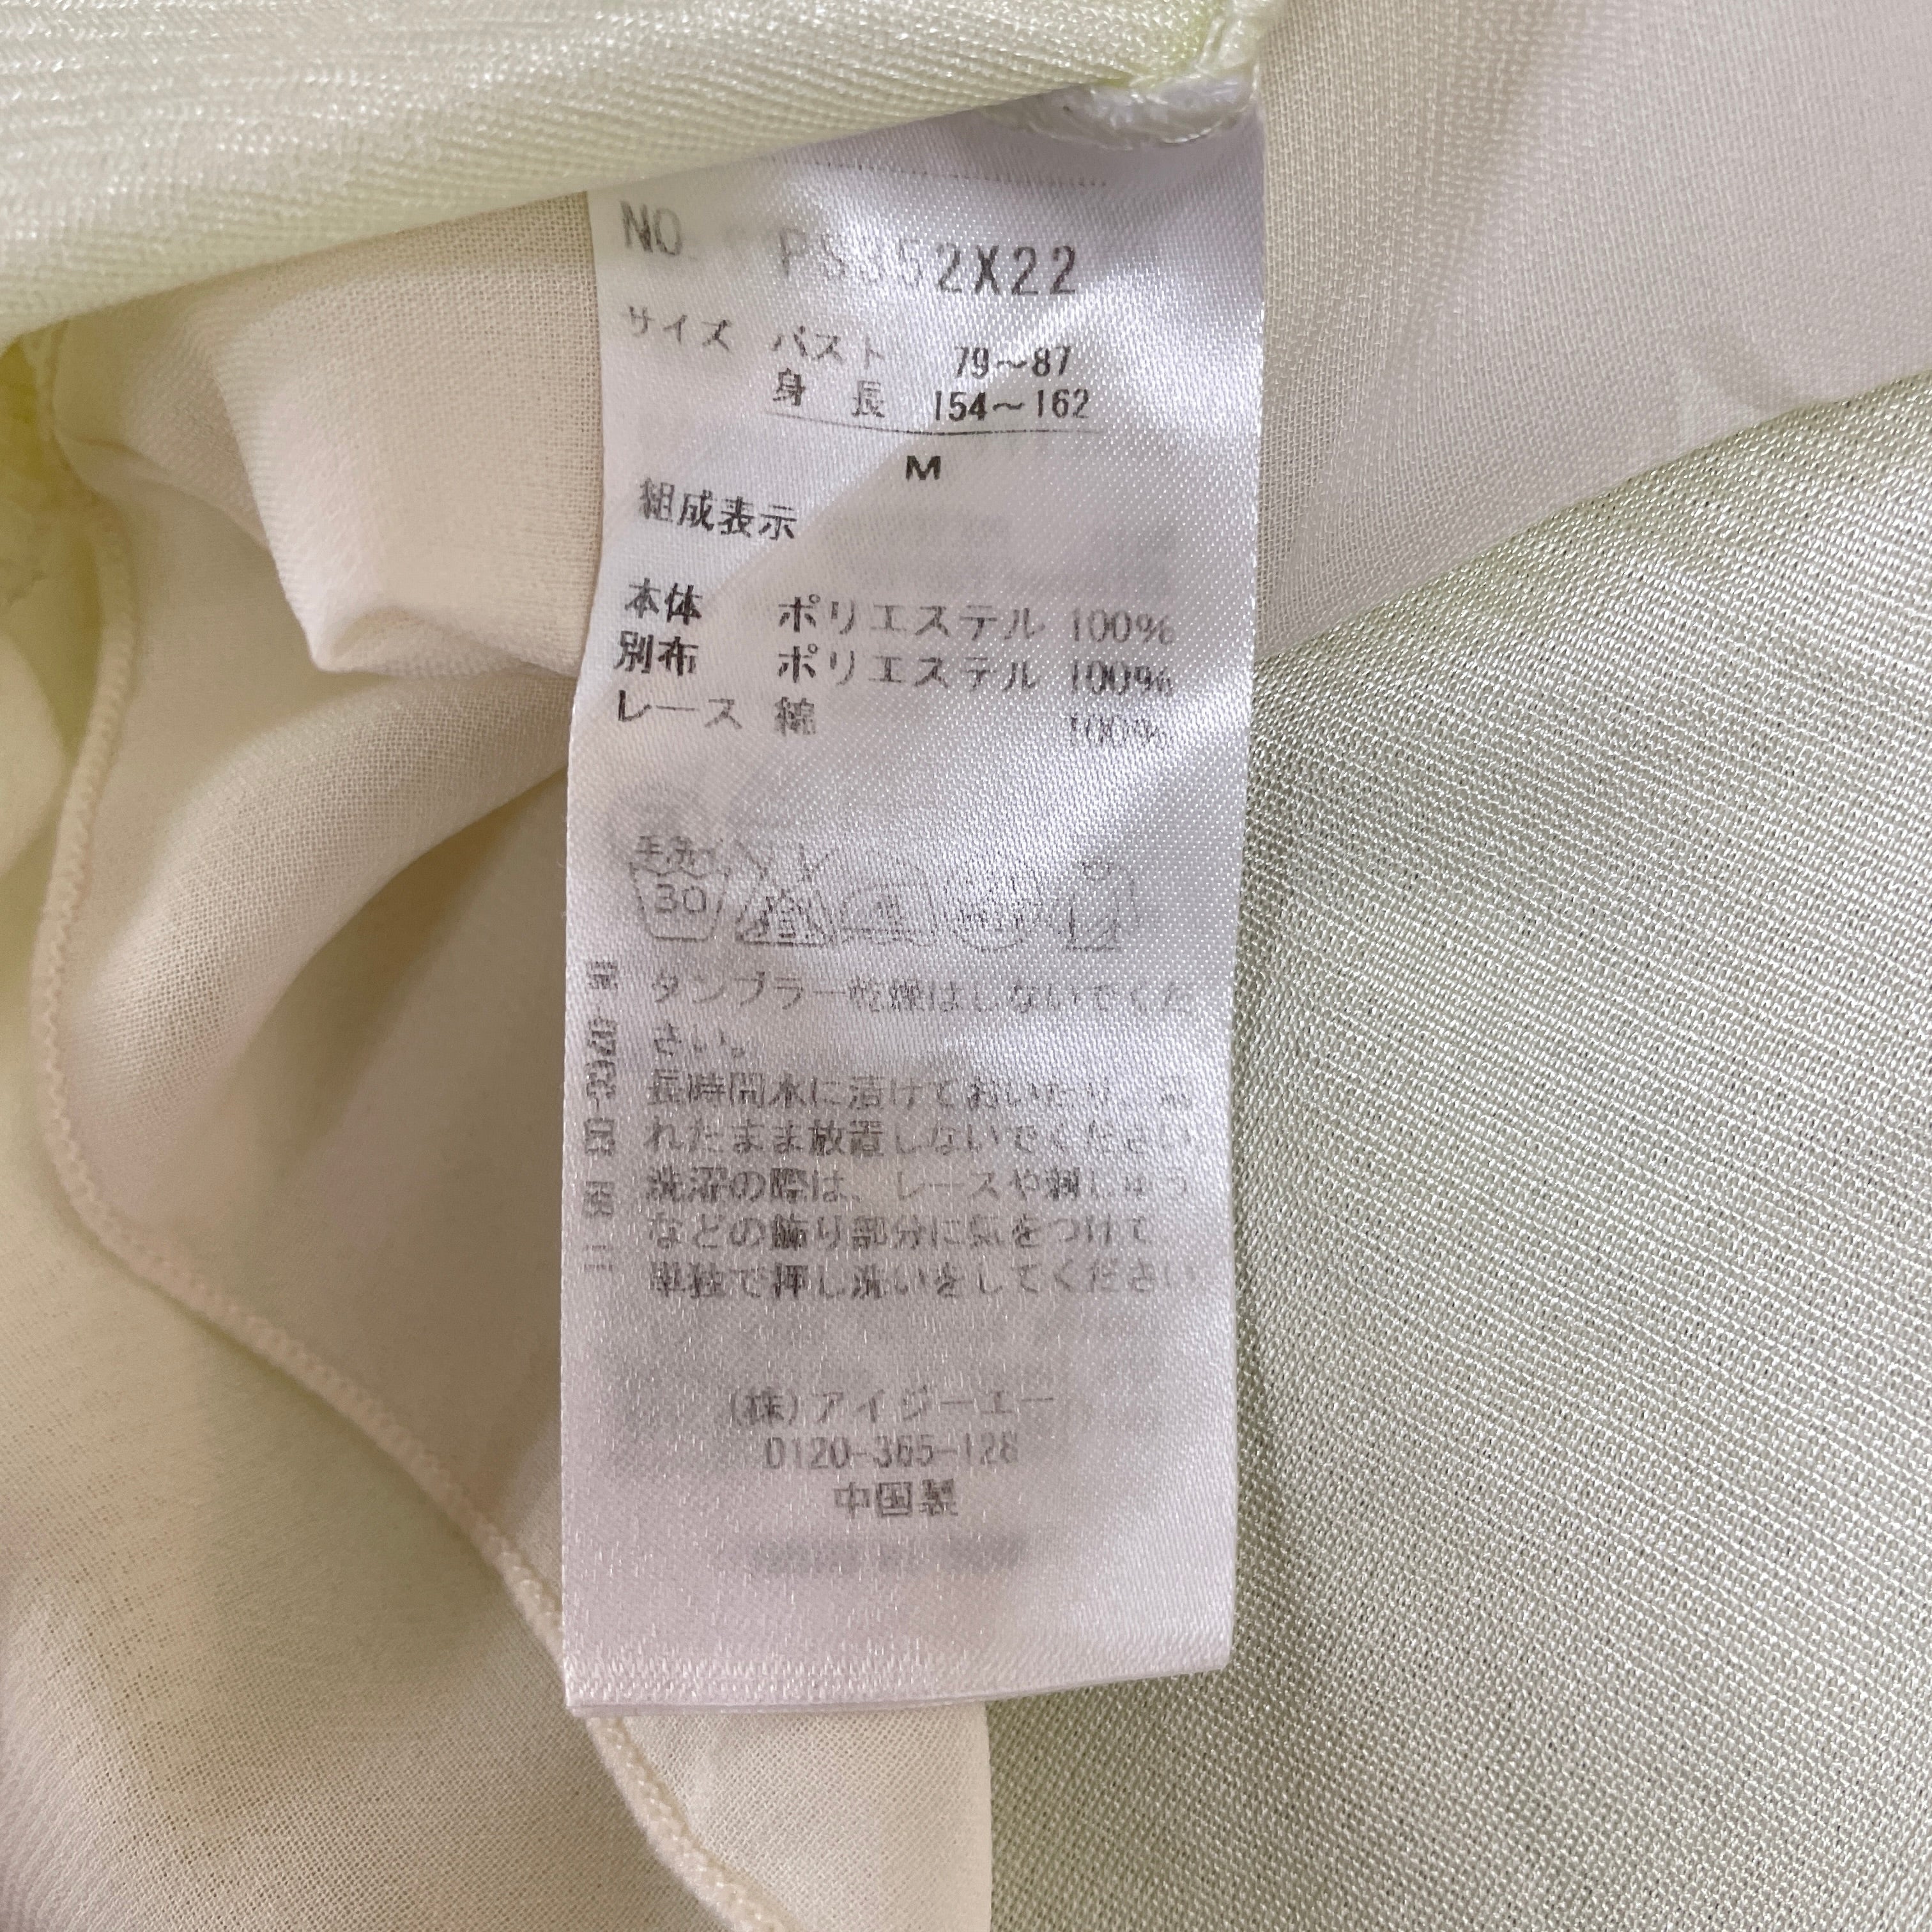 NO. PS352X22
サイズ バスト 79～87
身 長 154～162
M
組成表示
本体 ポリエステル 100%
別布 ポリエステル 100%
レース 綿 100%
手洗イ
30
タンブラー乾燥はしないでくだ
さい。
長時間水に漬けておいたり、濡
れたまま放置しないでください。
洗濯の際は、レースや刺しゅう
などの飾り部分に気をつけて、
単独で押し洗いをしてください。
(株)アイジーエー
0120-365-128
中国製